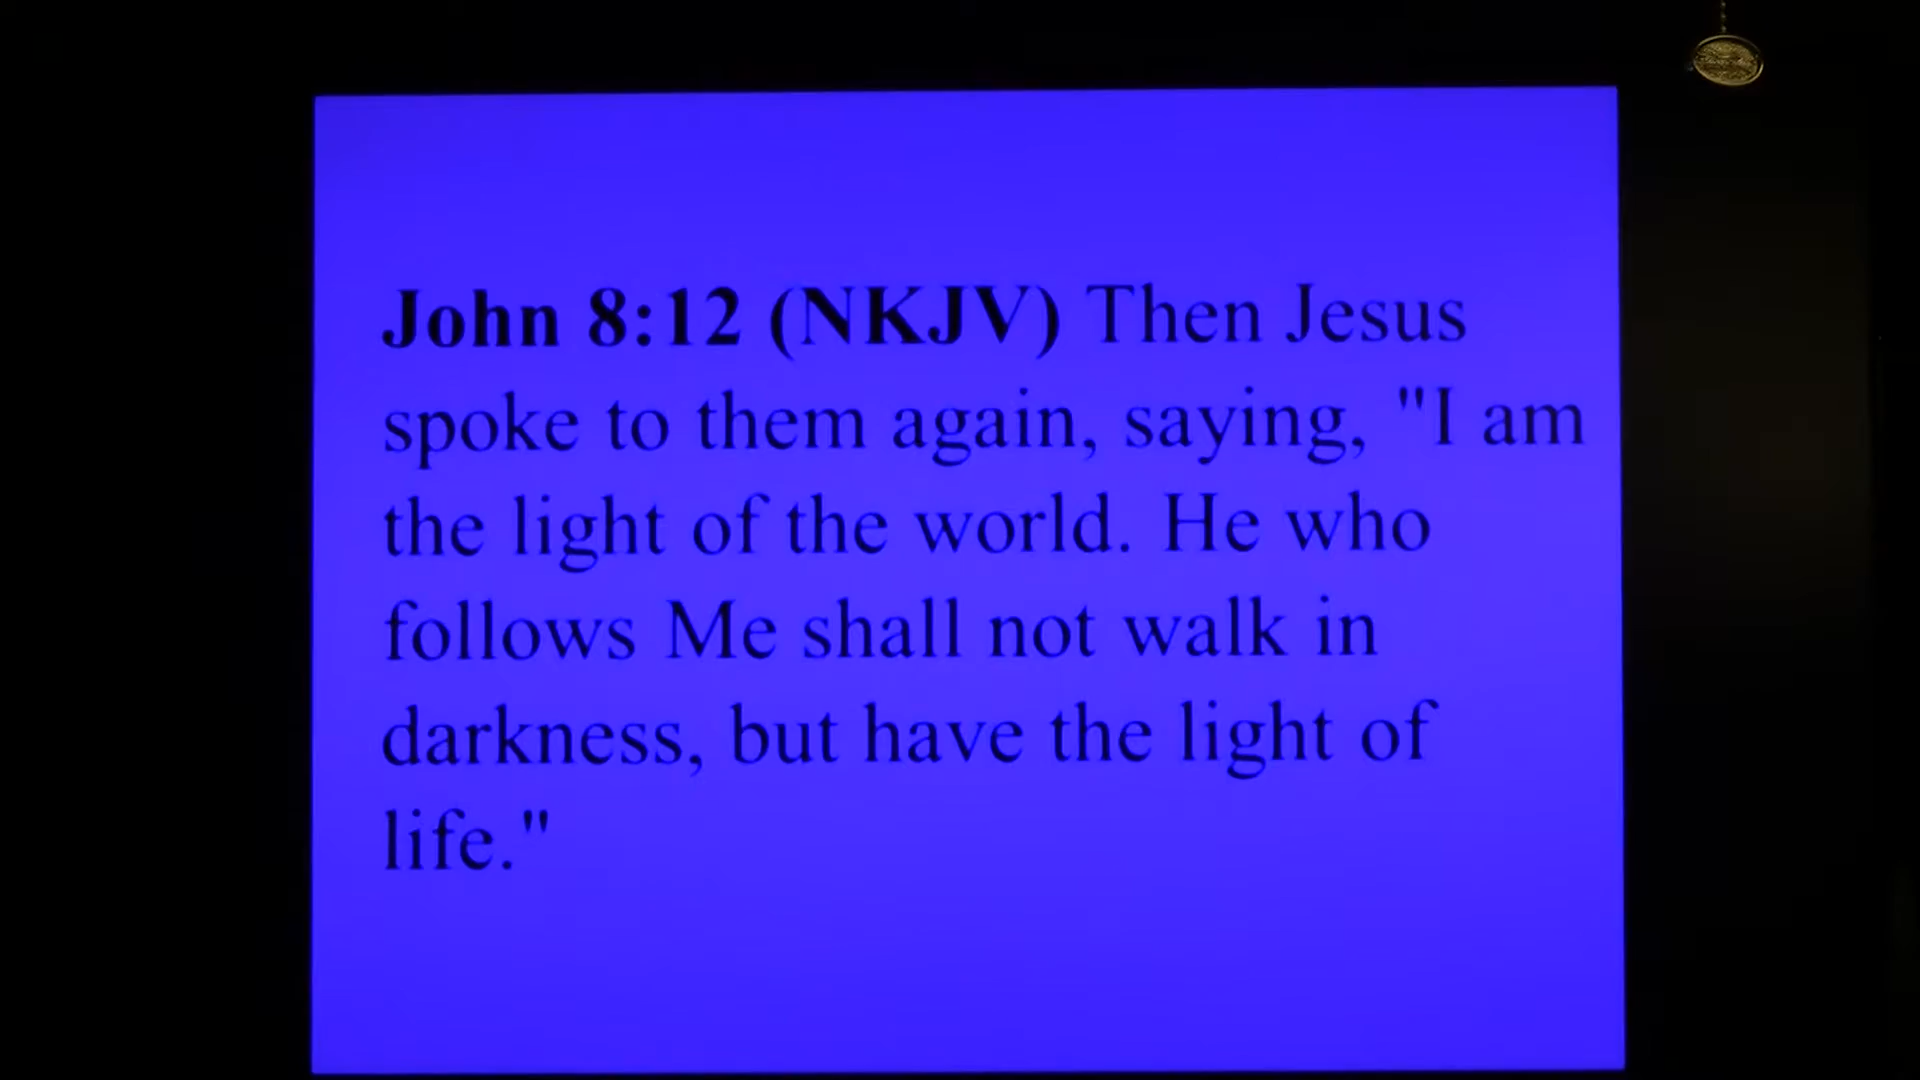 John 8:12 (NKJV) Then Jesus
spoke to them again, saying, "I am
the light of the world. He who
follows Me shall not walk in
darkness, but have the light of
life."